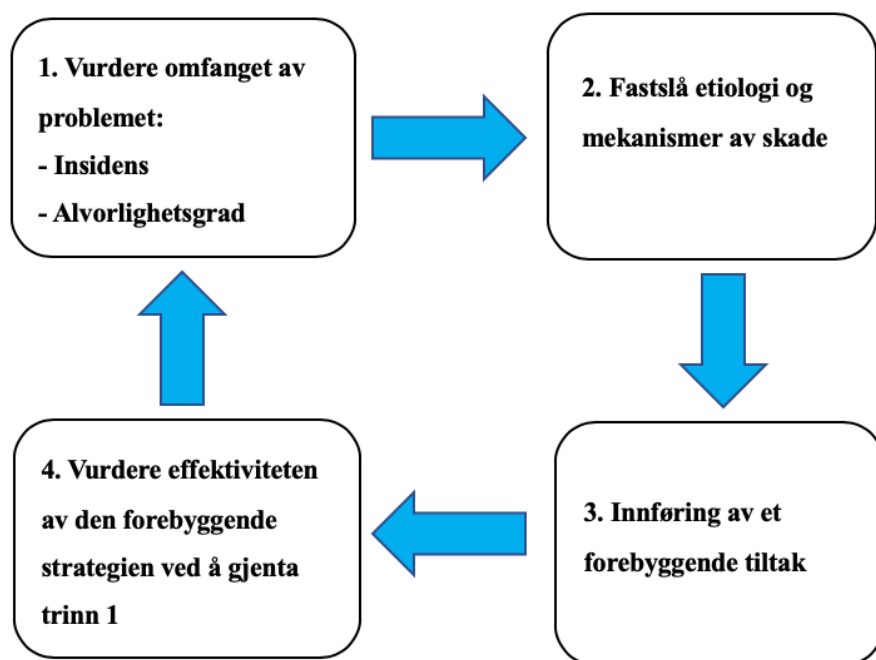 1. Vurdere omfanget av
problemet:
- Insidens
- Alvorlighetsgrad
2. Fastslå etiologi og
mekanismer av skade
3. Innføring av et
forebyggende tiltak
4. Vurdere effektiviteten
av den forebyggende
strategien ved å gjenta
trinn 1